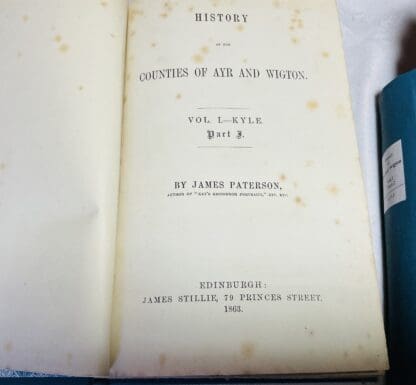 HISTORY
OF THE
COUNTIES OF AYR AND WIGTON.
VOL. I.—KYLE.
Part I.
BY JAMES PATERSON,
AUTHOR OF "KAY'S EDINBURGH PORTRAITS," ETC. ETC.
EDINBURGH:
JAMES STILLIE, 79 PRINCES STREET.
1863.